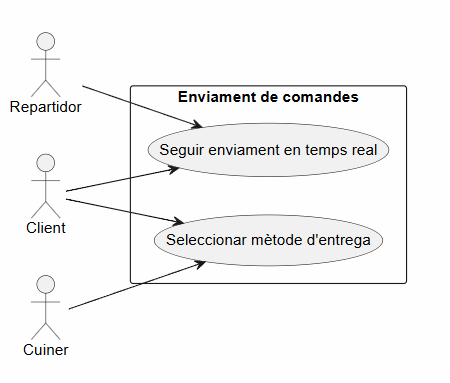 Enviament de comandes
Repartidor
Seguir enviament en temps real
Client
Seleccionar mètode d'entrega
Cuiner